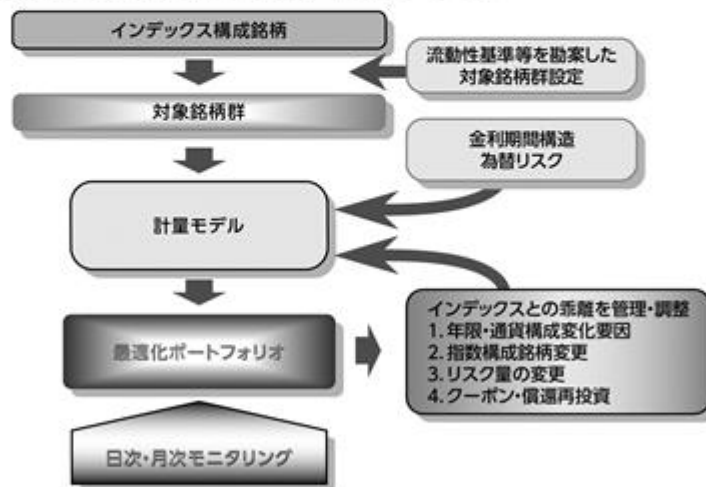 インデックス構成銘柄
流動性基準等を勘案した
対象銘柄群設定
対象銘柄群
金利期間構造
為替リスク
計量モデル
インデックスとの乖離を管理・調整
1. 年限・通貨構成変化要因
2. 指数構成銘柄変更
3. リスク量の変更
4. クーポン・償還再投資
最適化ポートフォリオ
日次・月次モニタリング